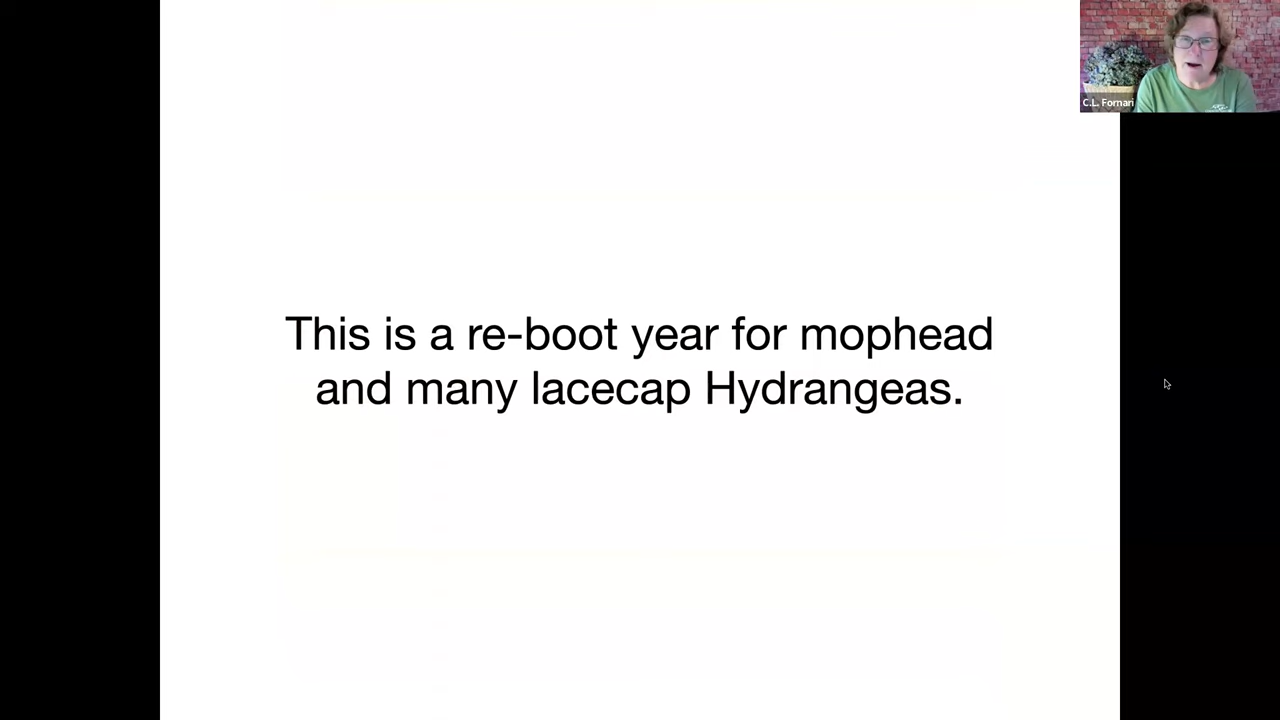 C.L. Fornari
This is a re-boot year for mophead
and many lacecap Hydrangeas.